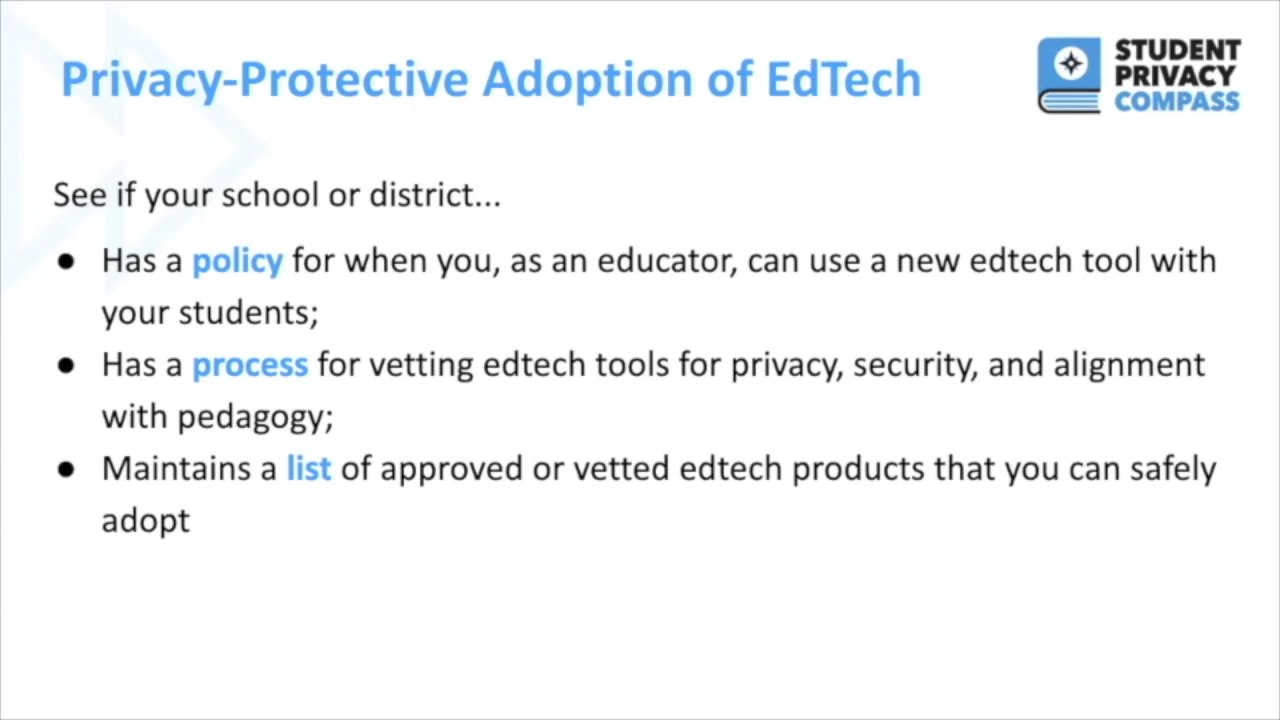 Privacy-Protective Adoption of EdTech
STUDENT
PRIVACY
COMPASS
See if your school or district...
● Has a policy for when you, as an educator, can use a new edtech tool with
your students;
● Has a process for vetting edtech tools for privacy, security, and alignment
with pedagogy;
● Maintains a list of approved or vetted edtech products that you can safely
adopt